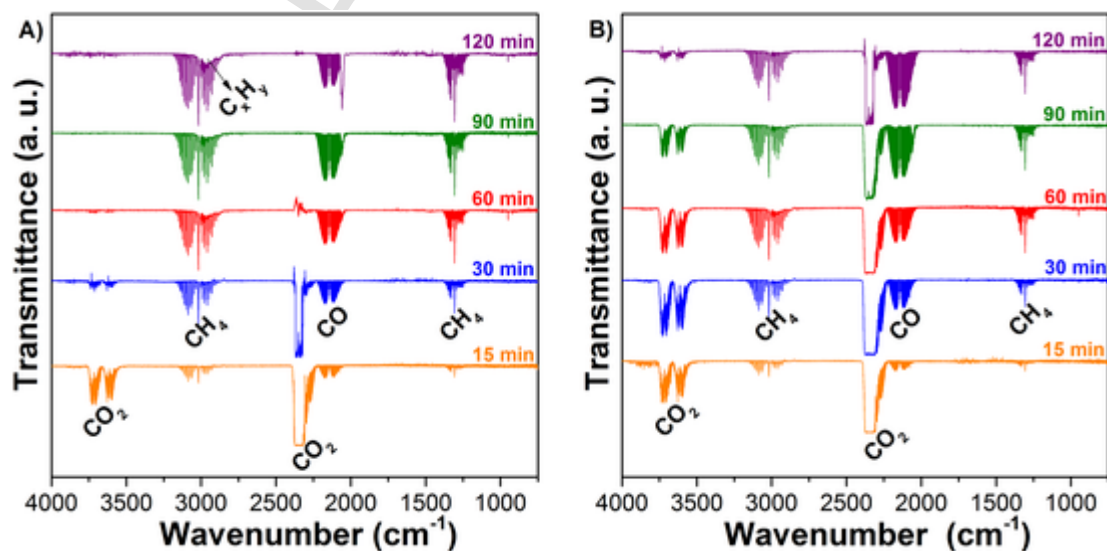 A)
Transmittance (a. u.)
120 min
CxHy
90 min
60 min
30 min
CH4
CO
CH4
15 min
CO2
CO2
4000 3500 3000 2500 2000 1500 1000
Wavenumber (cm-1)
B)
Transmittance (a. u.)
120 min
90 min
60 min
30 min
CH4
CO
CH4
15 min
CO2
CO2
4000 3500 3000 2500 2000 1500 1000
Wavenumber (cm-1)